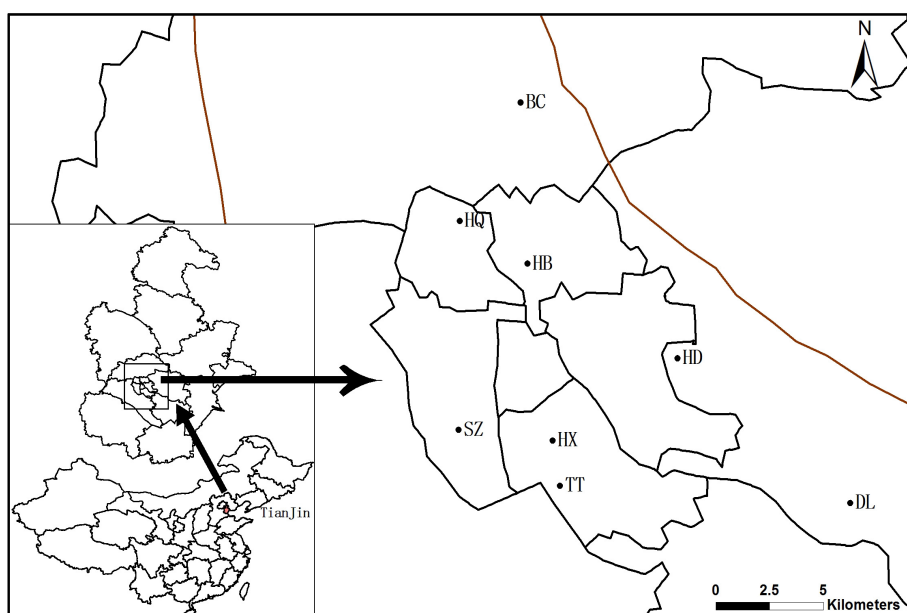 N
BC
HQ
HB
HD
SZ
HX
TT
DL
TianJin
0 2.5 5
Kilometers